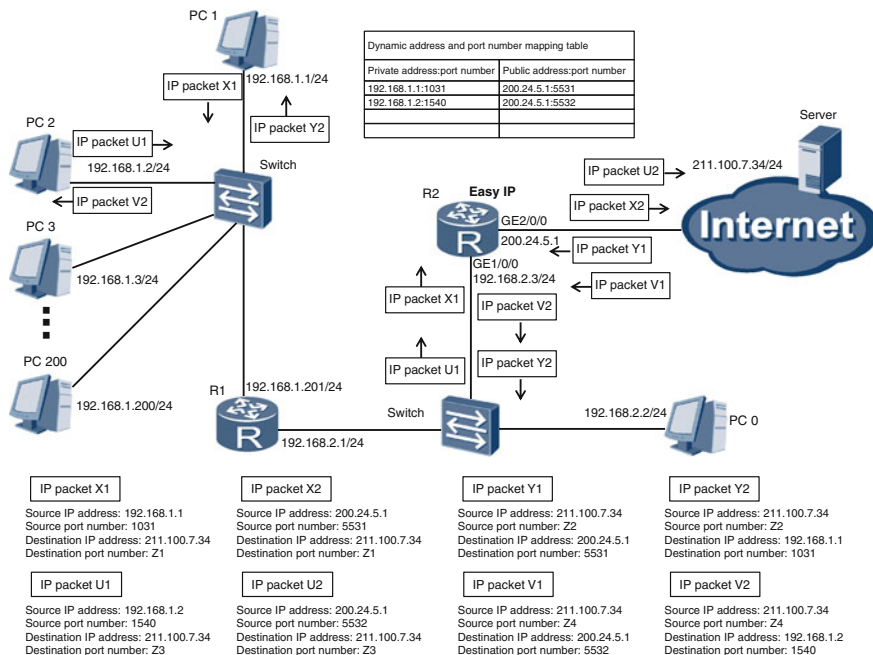 PC 1
Dynamic address and port number mapping table
Private address:port number Public address:port number
192.168.1.1:1031 200.24.5.1:5531
192.168.1.2:1540 200.24.5.1:5532
IP packet X1
192.168.1.1/24
IP packet Y2
PC 2
IP packet U1
192.168.1.2/24
IP packet V2
Switch
Server
IP packet U2
211.100.7.34/24
IP packet X2
R2
Easy IP
R
GE2/0/0
200.24.5.1
Internet
IP packet Y1
GE1/0/0
192.168.2.3/24
IP packet V1
PC 3
192.168.1.3/24
IP packet X1
IP packet V2
IP packet U1
IP packet Y2
PC 200
192.168.1.200/24
R1
192.168.1.201/24
R
192.168.2.1/24
Switch
192.168.2.2/24
PC 0
IP packet X1
Source IP address: 192.168.1.1
Source port number: 1031
Destination IP address: 211.100.7.34
Destination port number: Z1
IP packet X2
Source IP address: 200.24.5.1
Source port number: 5531
Destination IP address: 211.100.7.34
Destination port number: Z1
IP packet Y1
Source IP address: 211.100.7.34
Source port number: Z2
Destination IP address: 200.24.5.1
Destination port number: 5531
IP packet Y2
Source IP address: 211.100.7.34
Source port number: Z2
Destination IP address: 192.168.1.1
Destination port number: 1031
IP packet U1
Source IP address: 192.168.1.2
Source port number: 1540
Destination IP address: 211.100.7.34
Destination port number: Z3
IP packet U2
Source IP address: 200.24.5.1
Source port number: 5532
Destination IP address: 211.100.7.34
Destination port number: Z3
IP packet V1
Source IP address: 211.100.7.34
Source port number: Z4
Destination IP address: 200.24.5.1
Destination port number: 5532
IP packet V2
Source IP address: 211.100.7.34
Source port number: Z4
Destination IP address: 192.168.1.2
Destination port number: 1540